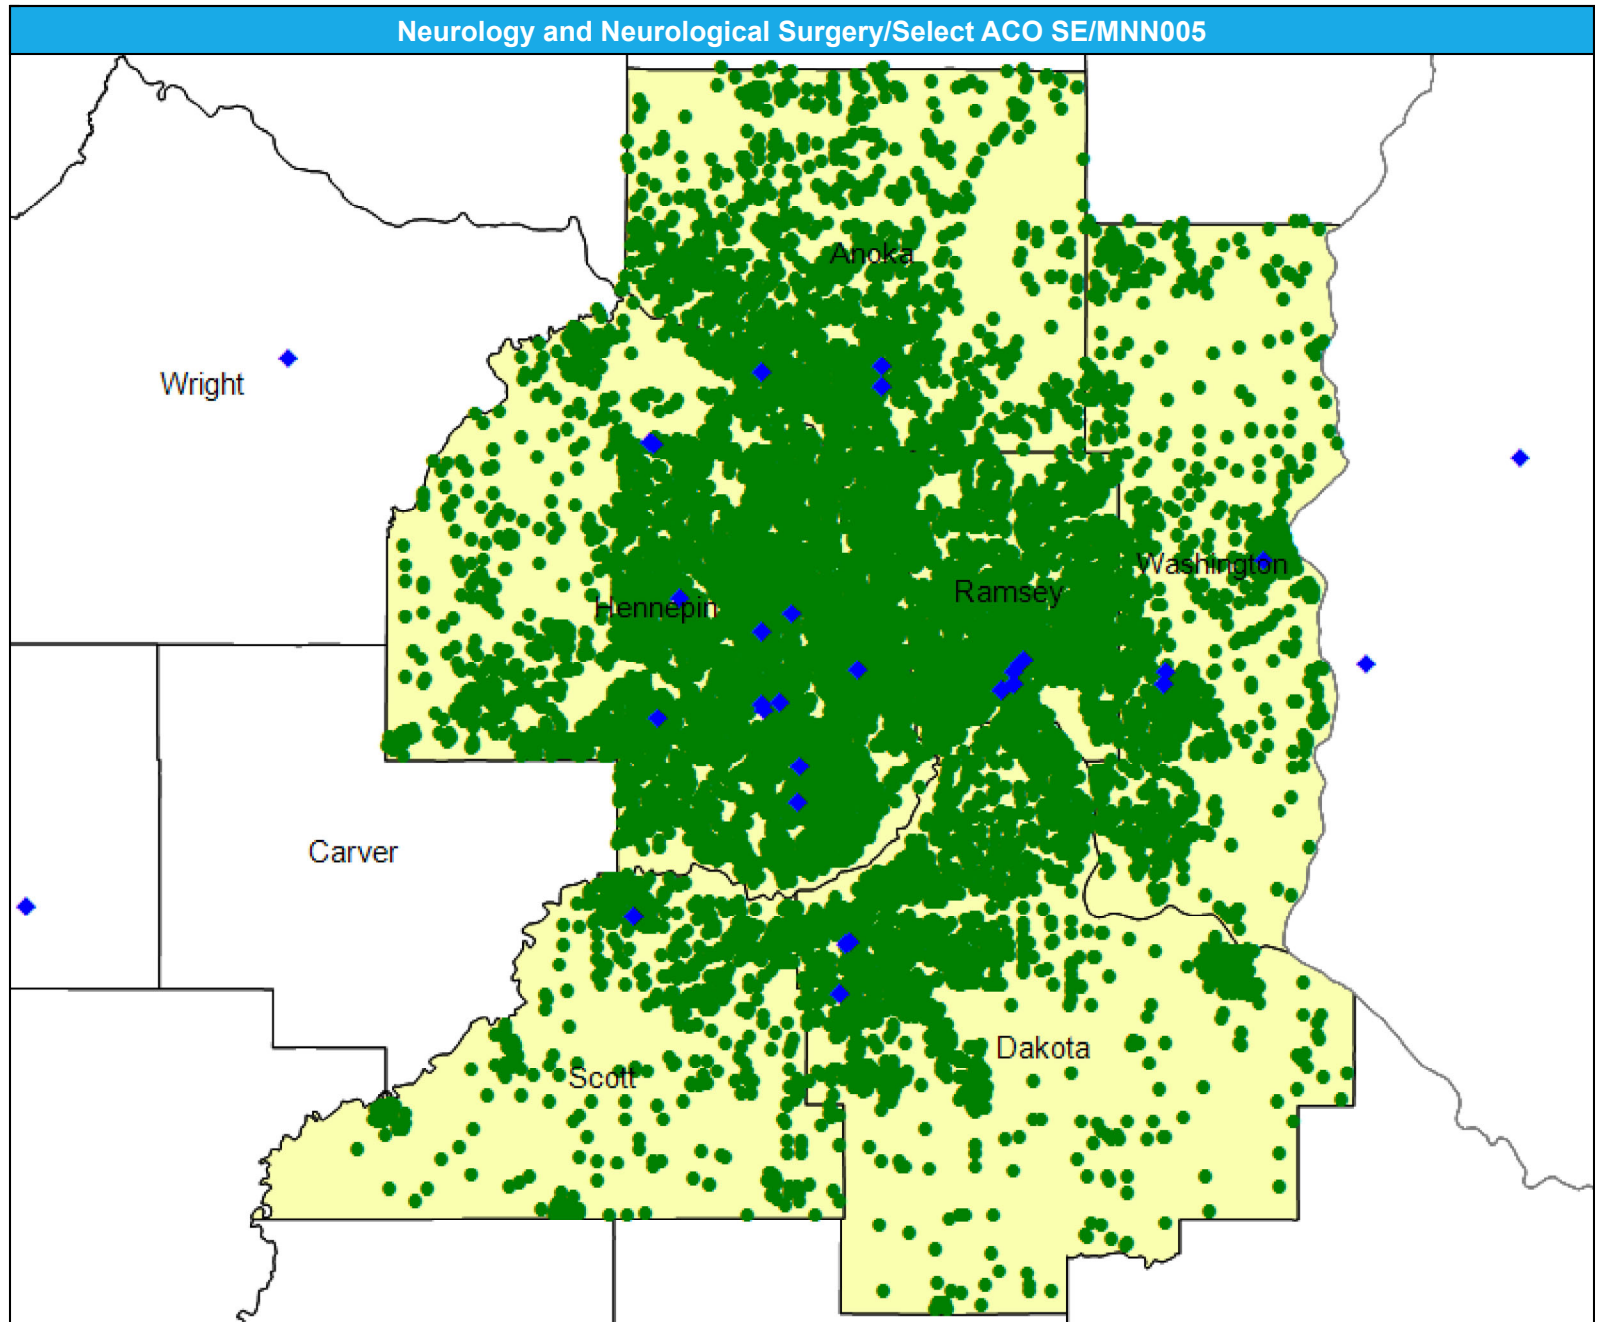 Neurology and Neurological Surgery/Select ACO SE/MNN005
Anoka
Wright
Washington
Ramsey
Hennepin
Carver
Dakota
Scott